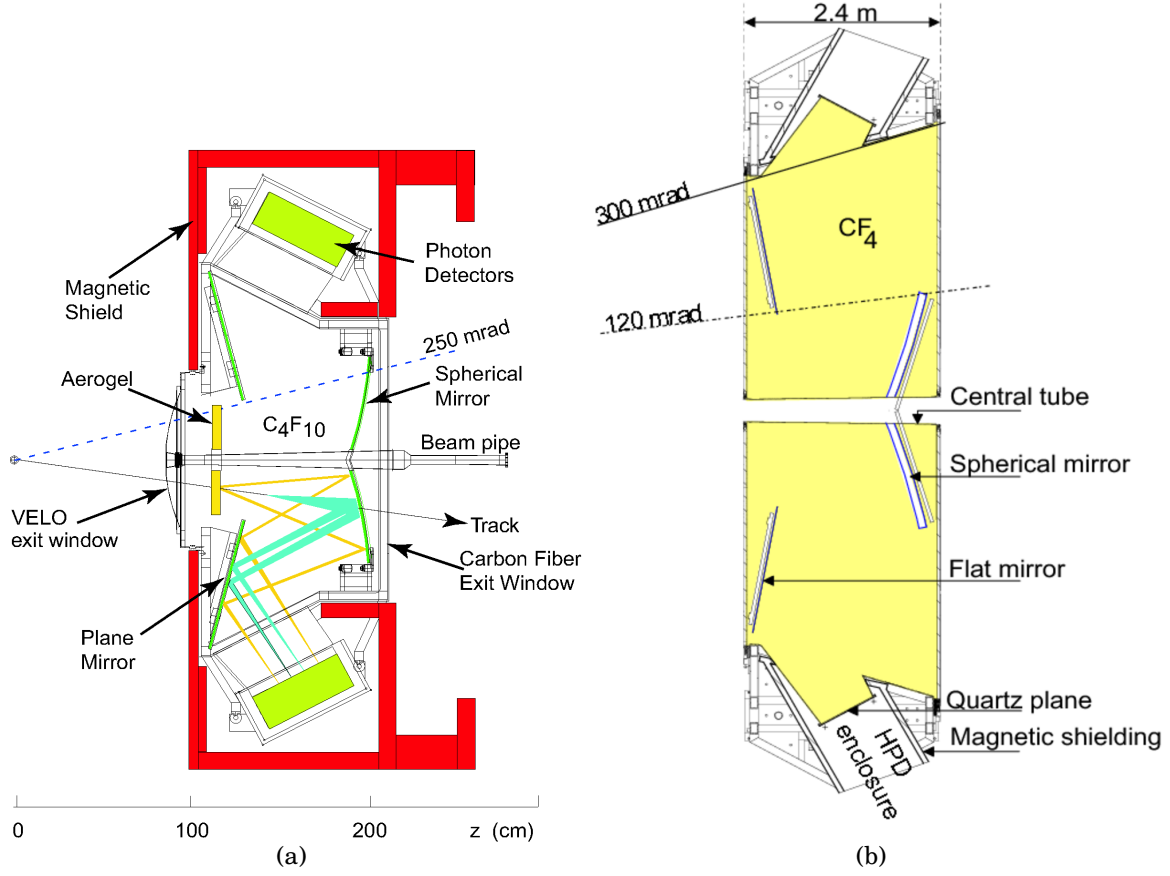 Magnetic
Shield
Aerogel
VELO
exit window
Plane
Mirror
Photon
Detectors
250 mrad
Spherical
Mirror
C4F10
Beam pipe
Track
Carbon Fiber
Exit Window
0
100
200
z (cm)
(a)
2.4 m
300 mrad
CF4
120 mrad
Central tube
Spherical mirror
Flat mirror
Quartz plane
Magnetic shielding
HPD
enclosure
(b)